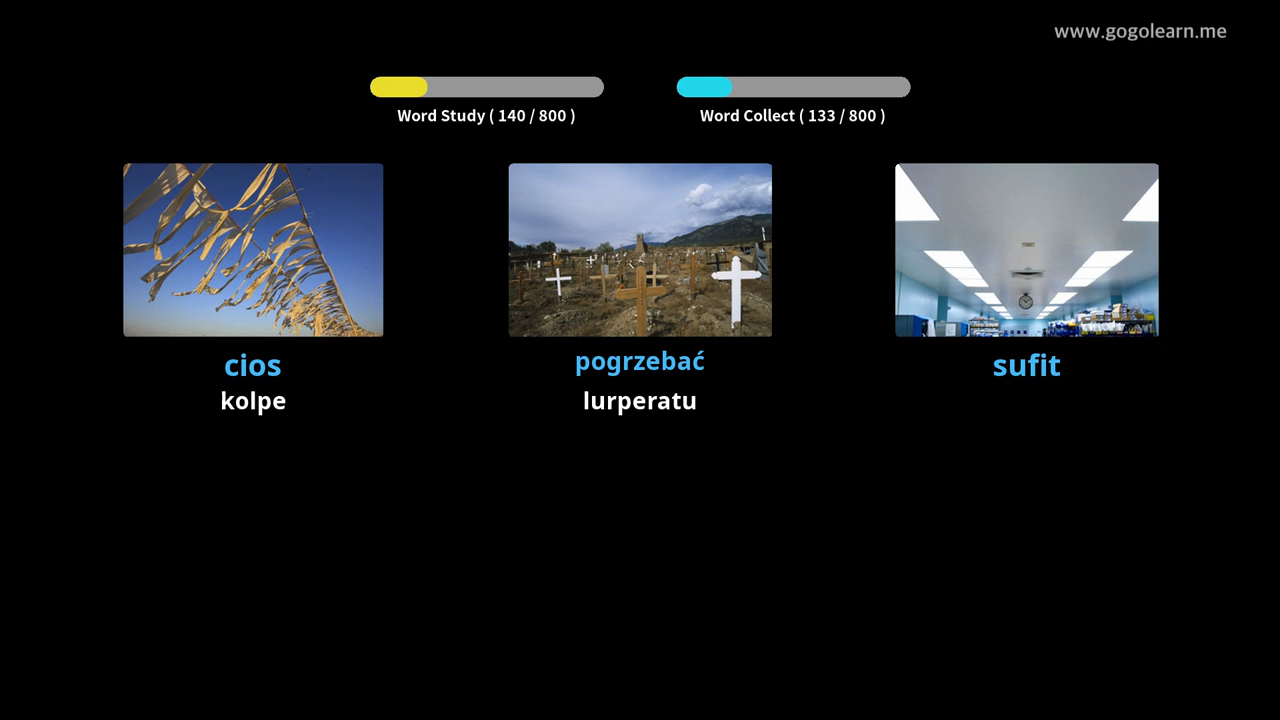 www.gogolearn.me
Word Study ( 140 / 800 )
Word Collect ( 133 / 800 )
cios
kolpe
pogrzebać
lurperatu
sufit